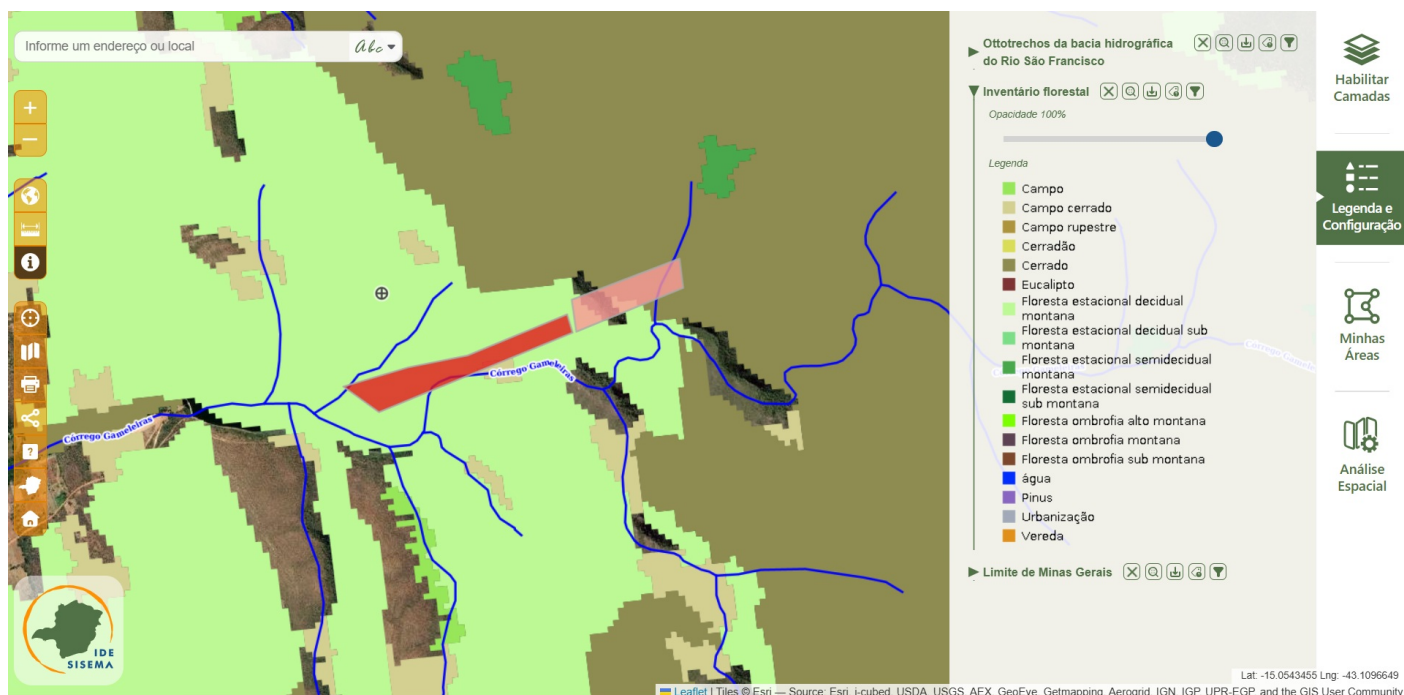 Informe um endereço ou local
Abc
Ottotrechos da bacia hidrográfica
do Rio São Francisco
Inventário florestal
Opacidade 100%
Legenda
Campo
Campo cerrado
Campo rupestre
Cerradão
Cerrado
Eucalipto
Floresta estacional decidual
montana
Floresta estacional decidual sub
montana
Floresta estacional semidecidual
montana
Floresta estacional semidecidual
sub montana
Floresta ombrofia alto montana
Floresta ombrofia montana
Floresta ombrofia sub montana
água
Pinus
Urbanização
Vereda
Limite de Minas Gerais
Habilitar
Camadas
Legenda e
Configuração
Minhas
Áreas
Análise
Espacial
Córrego Gameleiras
Córrego Gameleiras
Córrego Gameleiras
IDE
SISEMA
Lat: -15.0543455 Lng: -43.1096649
Leaflet | Tiles © Esri — Source: Esri, i-cubed, USDA, USGS, AEX, GeoEye, Getmapping, Aerogrid, IGN, IGP, UPR-EGP, and the GIS User Community